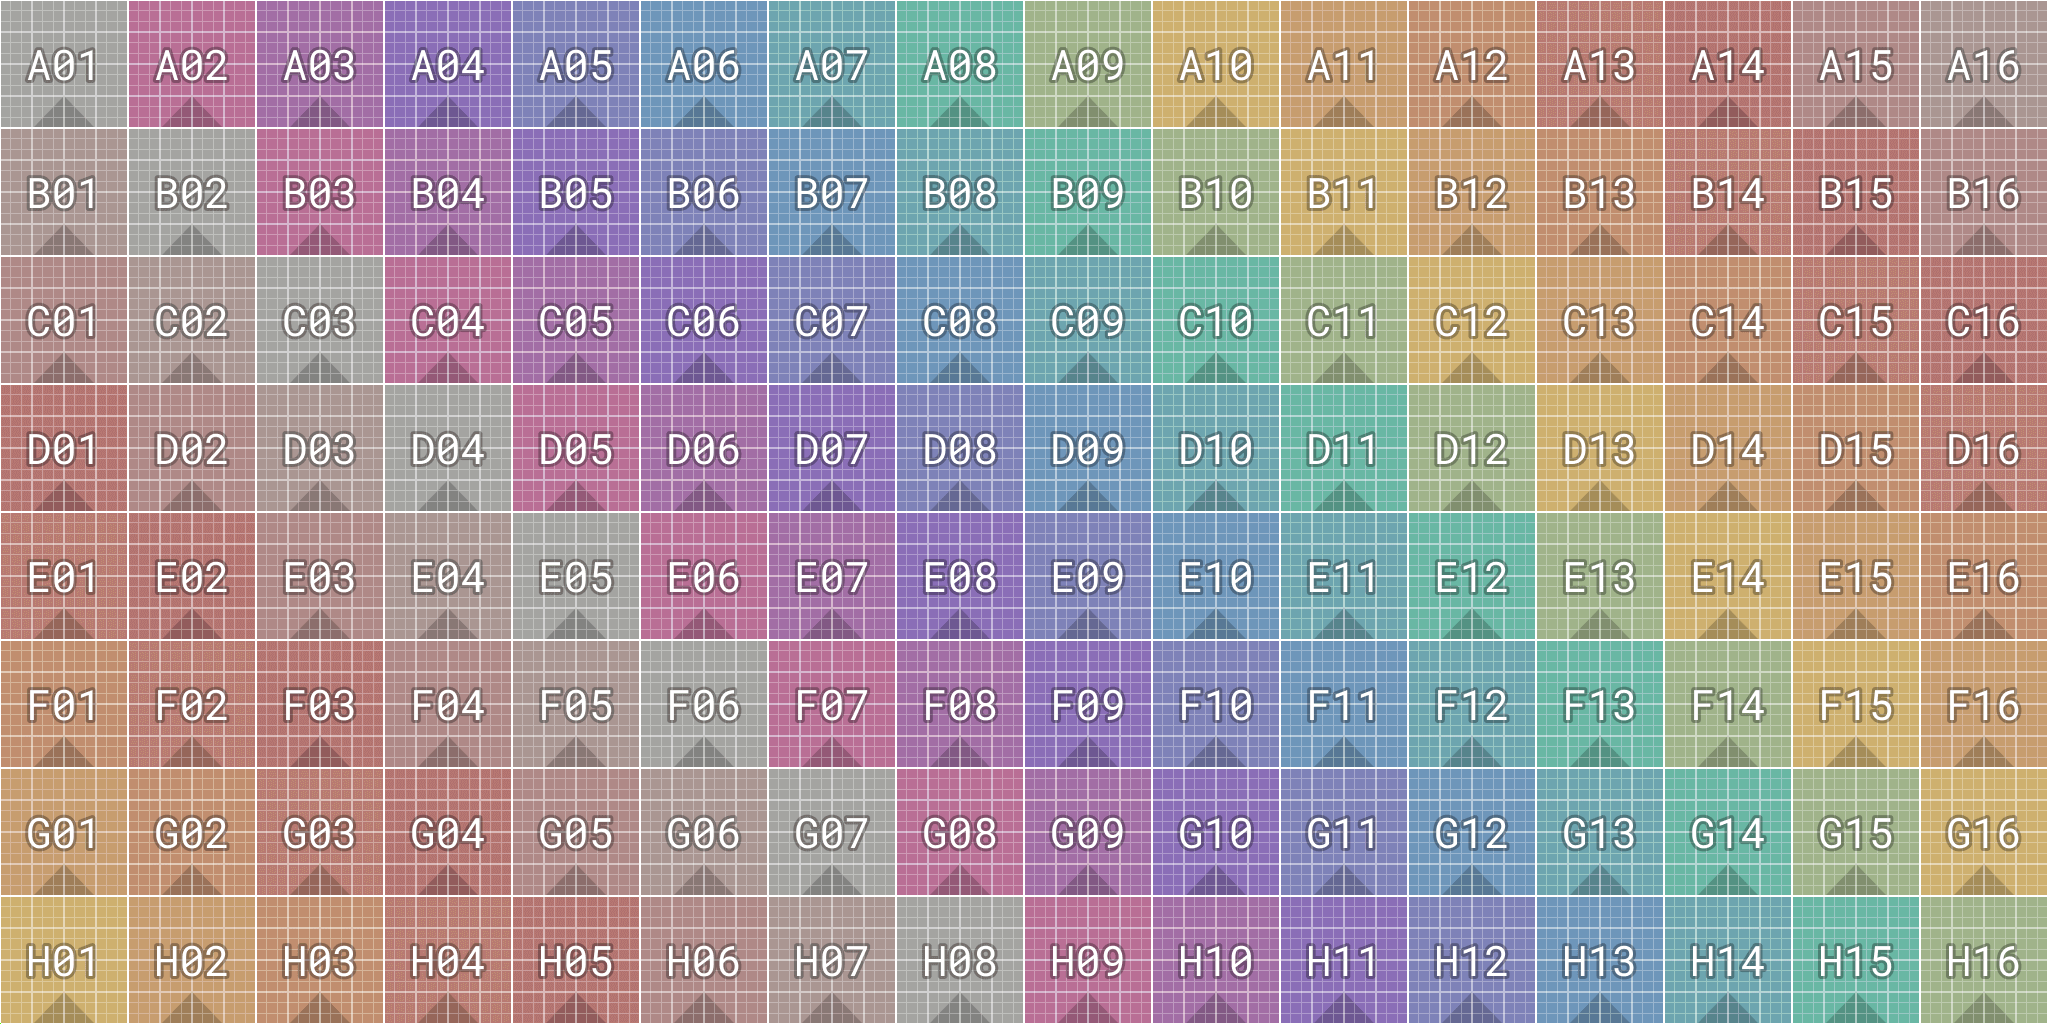 A01 A02 A03 A04 A05 A06 A07 A08 A09 A10 A11 A12 A13 A14 A15 A16
B01 B02 B03 B04 B05 B06 B07 B08 B09 B10 B11 B12 B13 B14 B15 B16
C01 C02 C03 C04 C05 C06 C07 C08 C09 C10 C11 C12 C13 C14 C15 C16
D01 D02 D03 D04 D05 D06 D07 D08 D09 D10 D11 D12 D13 D14 D15 D16
E01 E02 E03 E04 E05 E06 E07 E08 E09 E10 E11 E12 E13 E14 E15 E16
F01 F02 F03 F04 F05 F06 F07 F08 F09 F10 F11 F12 F13 F14 F15 F16
G01 G02 G03 G04 G05 G06 G07 G08 G09 G10 G11 G12 G13 G14 G15 G16
H01 H02 H03 H04 H05 H06 H07 H08 H09 H10 H11 H12 H13 H14 H15 H16